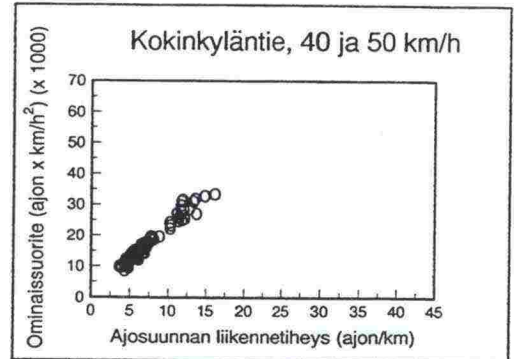 Kokinkyläntie, 40 ja 50 km/h
Ominaissuorite (ajon x km/h²) (x 1000)
70
60
50
40
30
20
10
0
0 5 10 15 20 25 30 35 40 45
Ajosuunnan liikennetiheys (ajon/km)